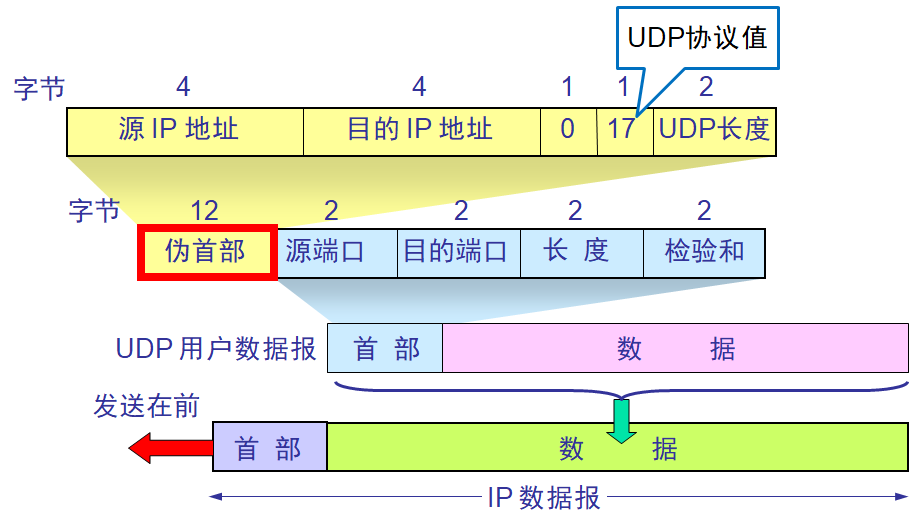 UDP协议值
字节 4 4 1 1 2
源 IP 地址 目的 IP 地址 0 17 UDP长度
字节 12 2 2 2 2
伪首部 源端口 目的端口 长 度 检验和
UDP 用户数据报 首 部 数 据
发送在前
首 部 数 据
IP 数据报